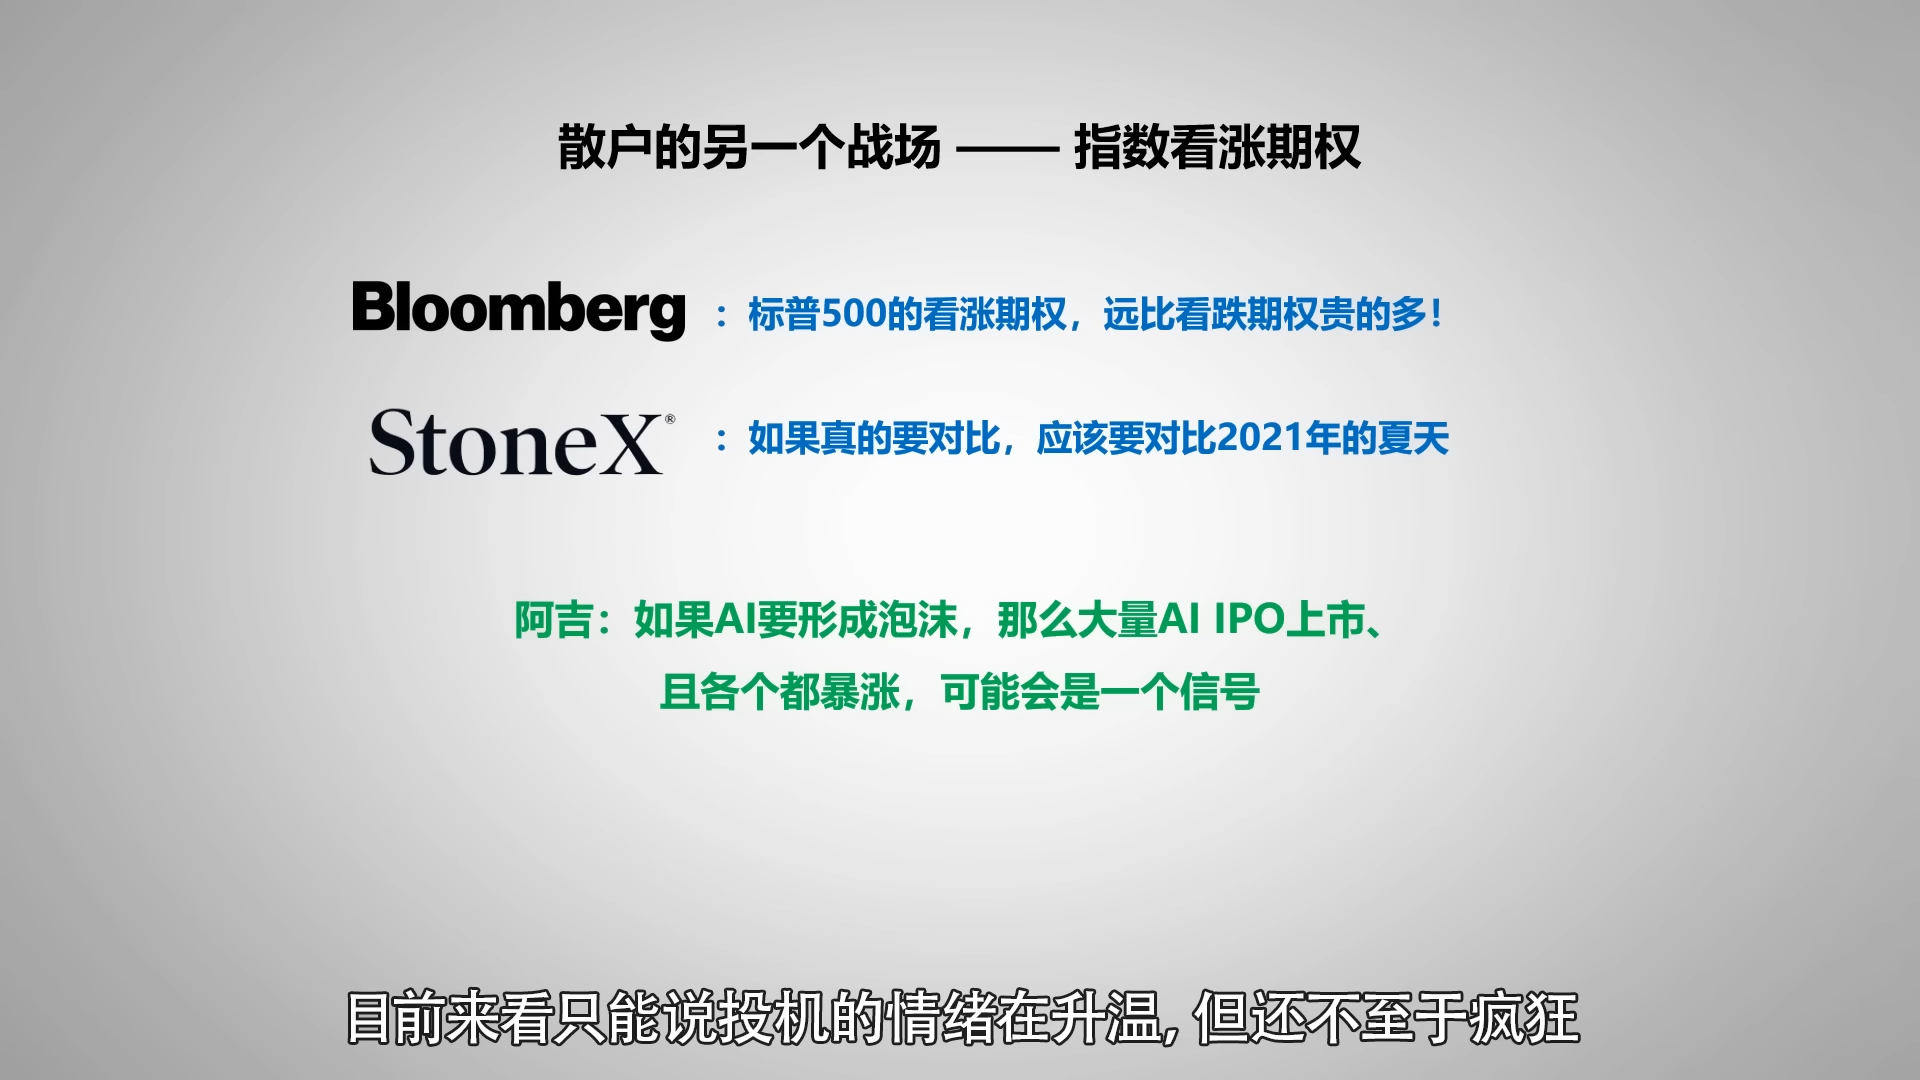 散户的另一个战场 —— 指数看涨期权
Bloomberg ：标普500的看涨期权，远比看跌期权贵的多！
StoneX® ：如果真的要对比，应该要对比2021年的夏天
阿吉：如果AI要形成泡沫，那么大量AI IPO上市、
且各个都暴涨，可能会是一个信号
目前来看只能说投机的情绪在升温,但还不至于疯狂